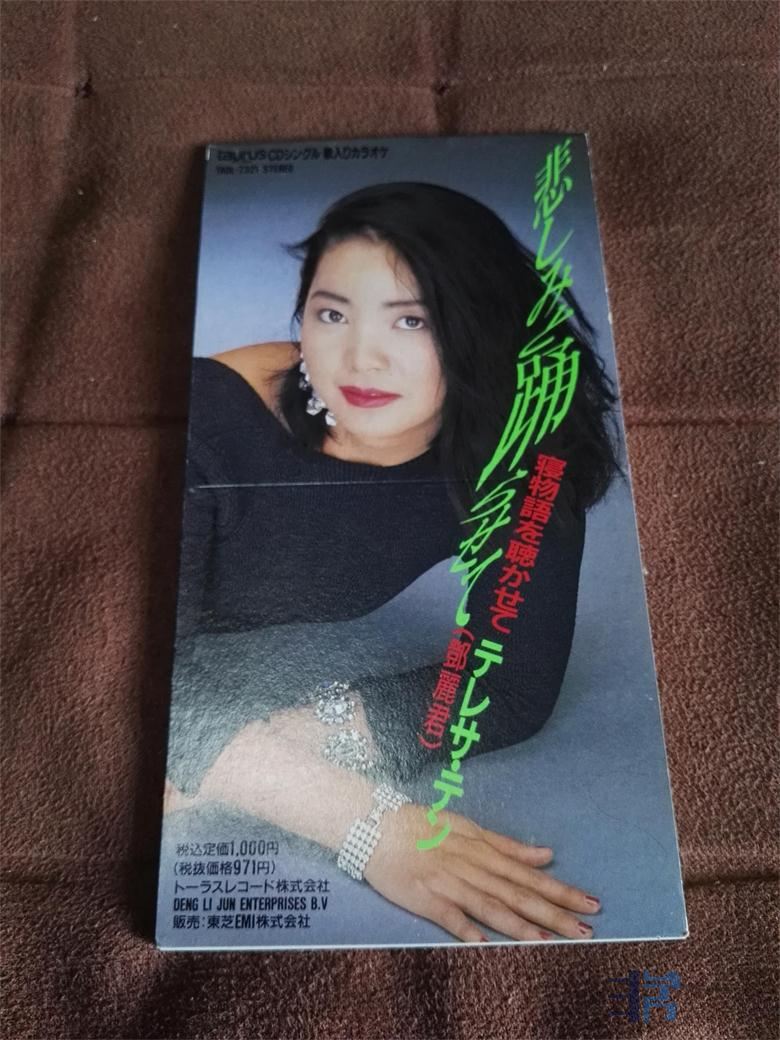 taurus CDシングル 歌入りカラオケ
TADL-7321 STEREO
悲しみと踊らせて
寝物語を聴かせて
テレサ・テン
(鄧麗君)
税込定価1,000円
(税抜価格971円)
トーラスレコード株式会社
DENG LI JUN ENTERPRISES B.V
販売:東芝EMI株式会社